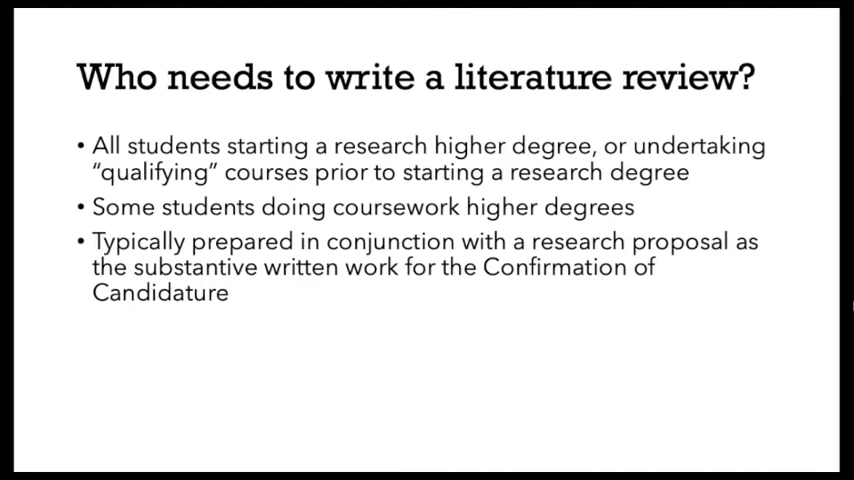 Who needs to write a literature review?
• All students starting a research higher degree, or undertaking
“qualifying” courses prior to starting a research degree
• Some students doing coursework higher degrees
• Typically prepared in conjunction with a research proposal as
the substantive written work for the Confirmation of
Candidature